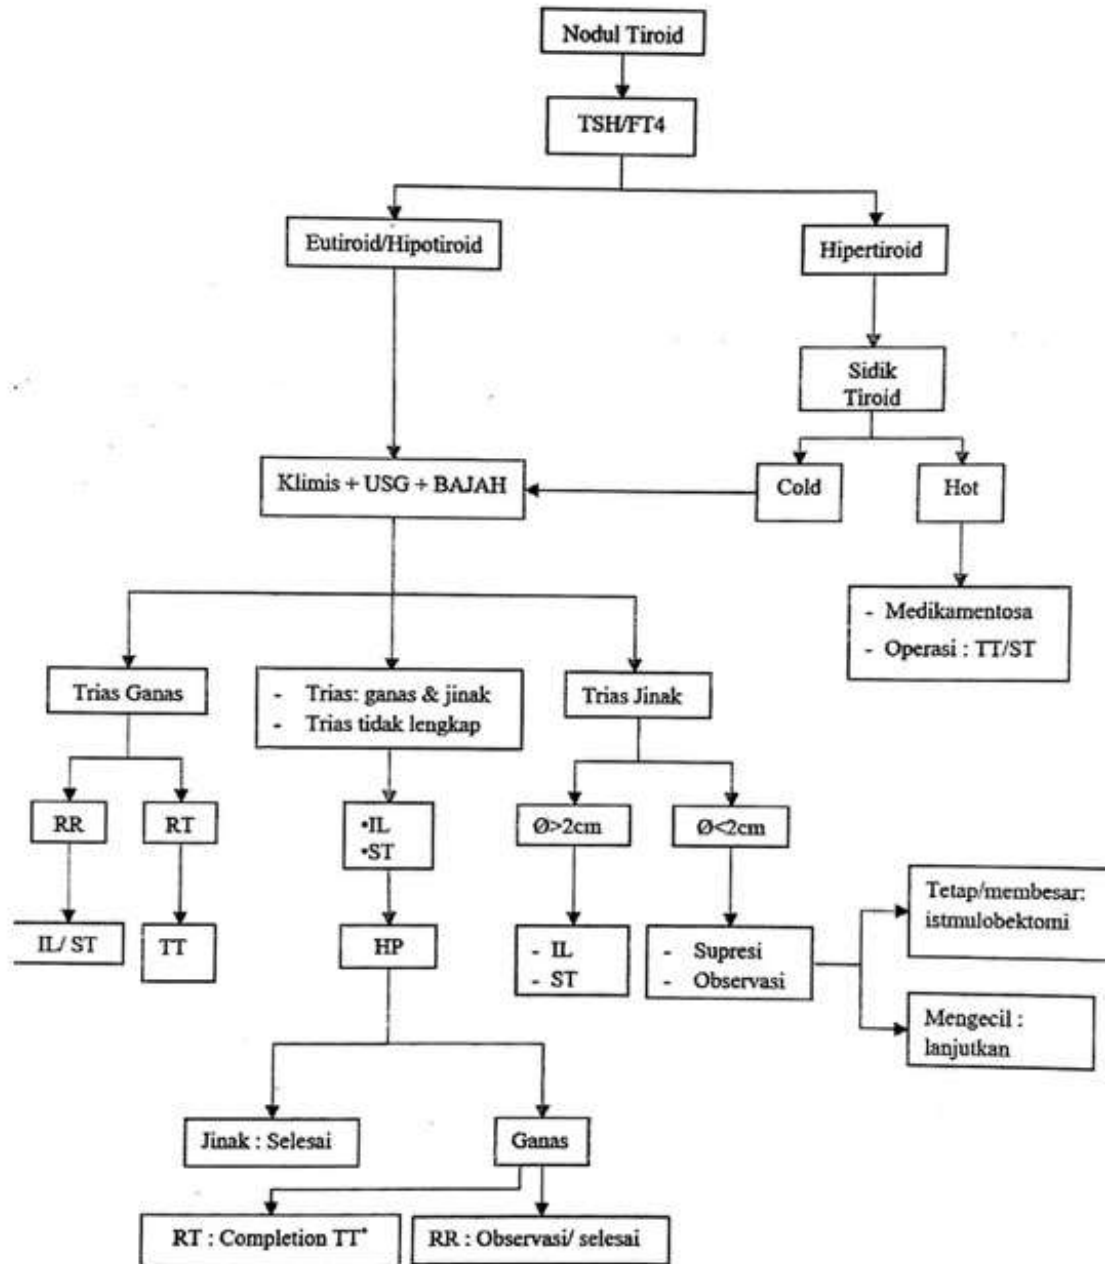 Nodul Tiroid
TSH/FT4
Eutiroid/Hipotiroid
Hipertiroid
Sidik
Tiroid
Klimis + USG + BAJAH
Cold
Hot
- Medikamentosa
- Operasi : TT/ST
Trias Ganas
- Trias: ganas & jinak
- Trias tidak lengkap
Trias Jinak
RR
RT
•IL
•ST
Ø>2cm
Ø<2cm
IL/ ST
TT
HP
- IL
- ST
- Supresi
- Observasi
Tetap/membesar:
istmulobektomi
Mengecil :
lanjutkan
Jinak : Selesai
Ganas
RT : Completion TT*
RR : Observasi/ selesai